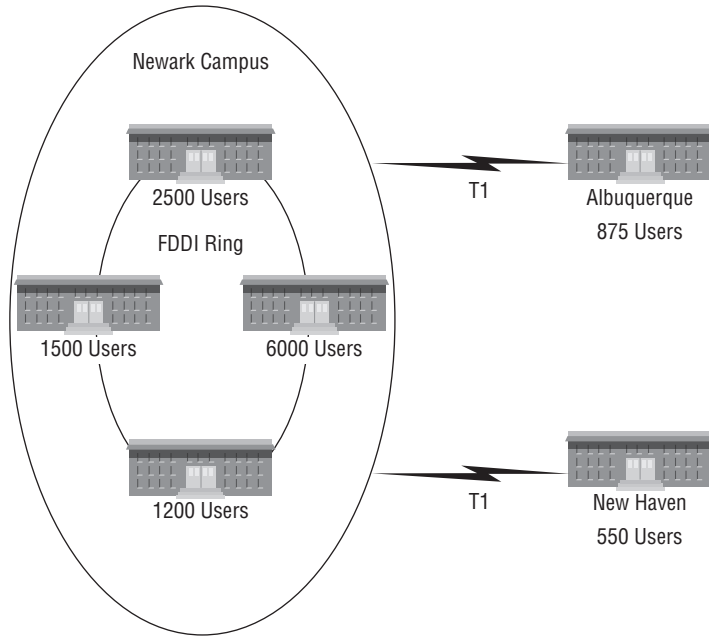 Newark Campus
2500 Users
FDDI Ring
1500 Users
6000 Users
1200 Users
T1
Albuquerque
875 Users
T1
New Haven
550 Users